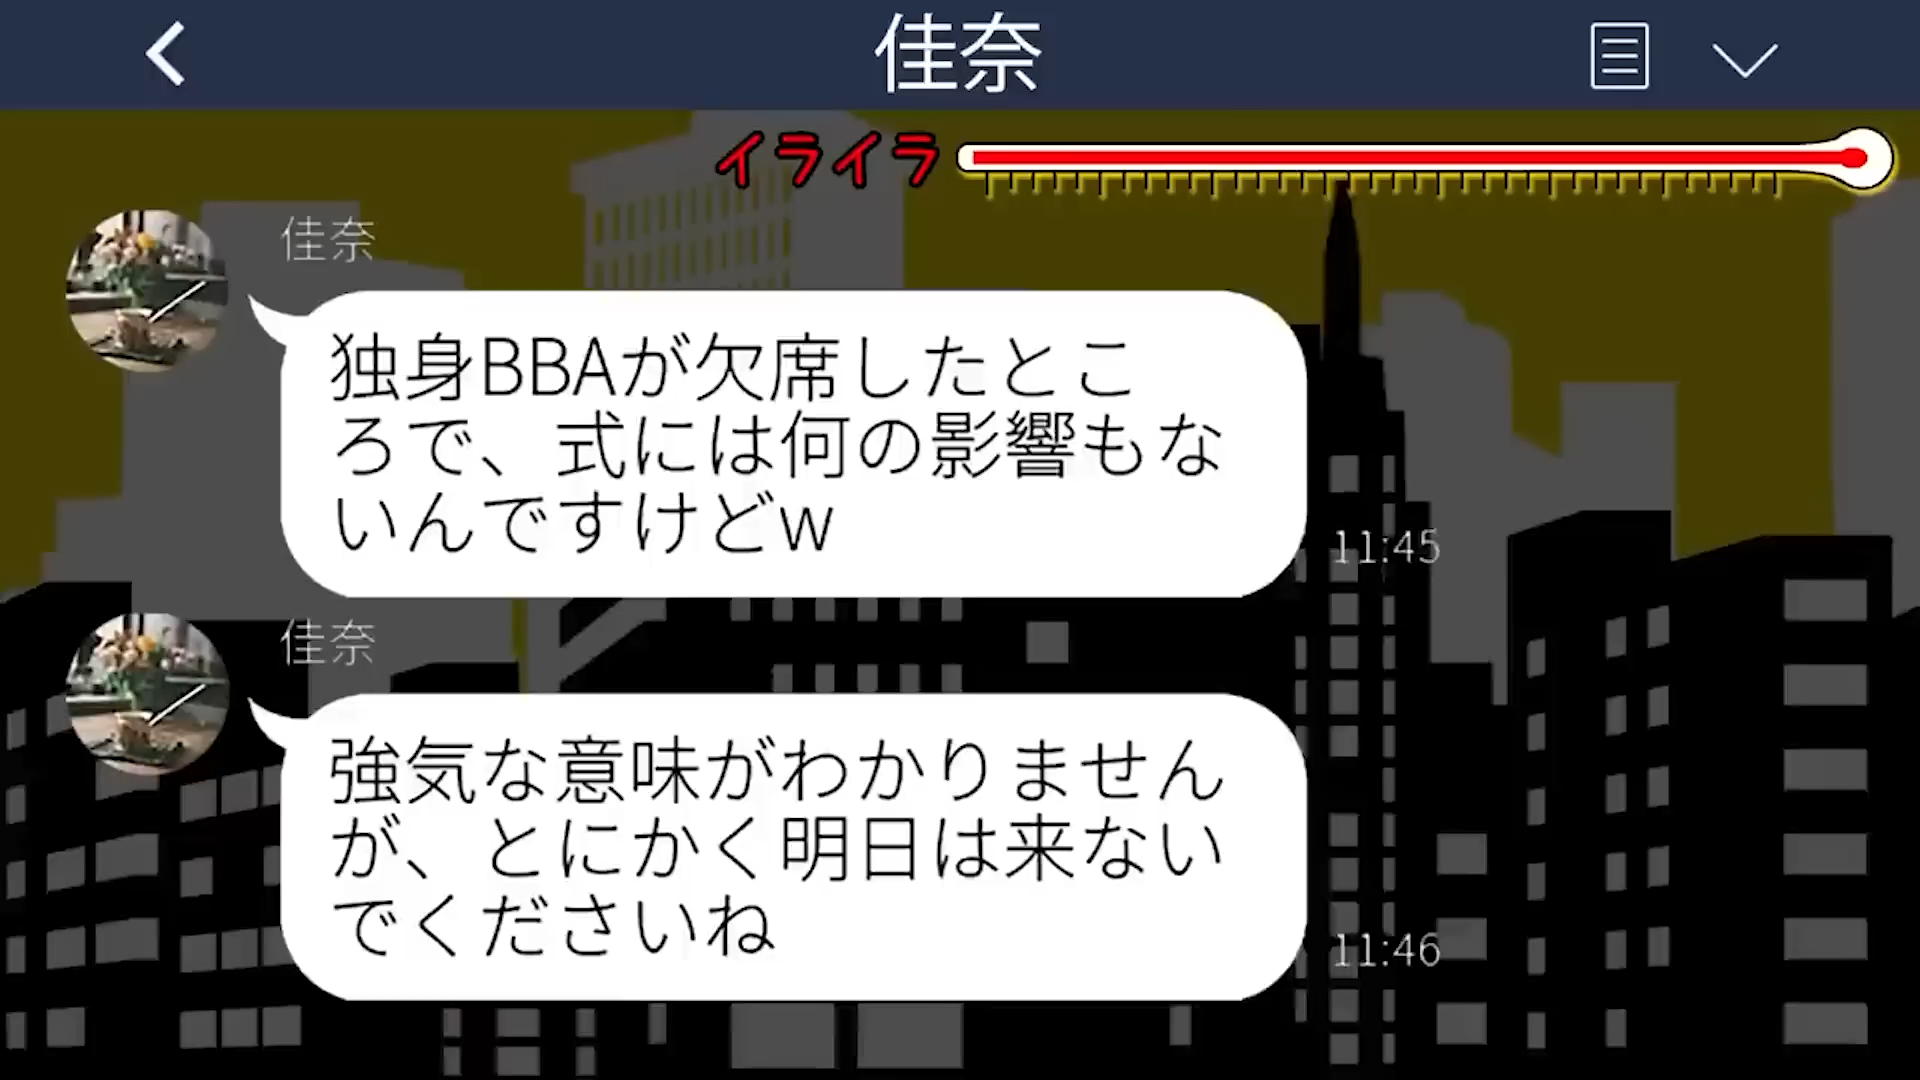 佳奈
イライラ
佳奈
独身BBAが欠席したとこ
ろで、式には何の影響もな
いんですけどw
11:45
佳奈
強気な意味がわかりません
が、とにかく明日は来ない
でくださいね
11:46